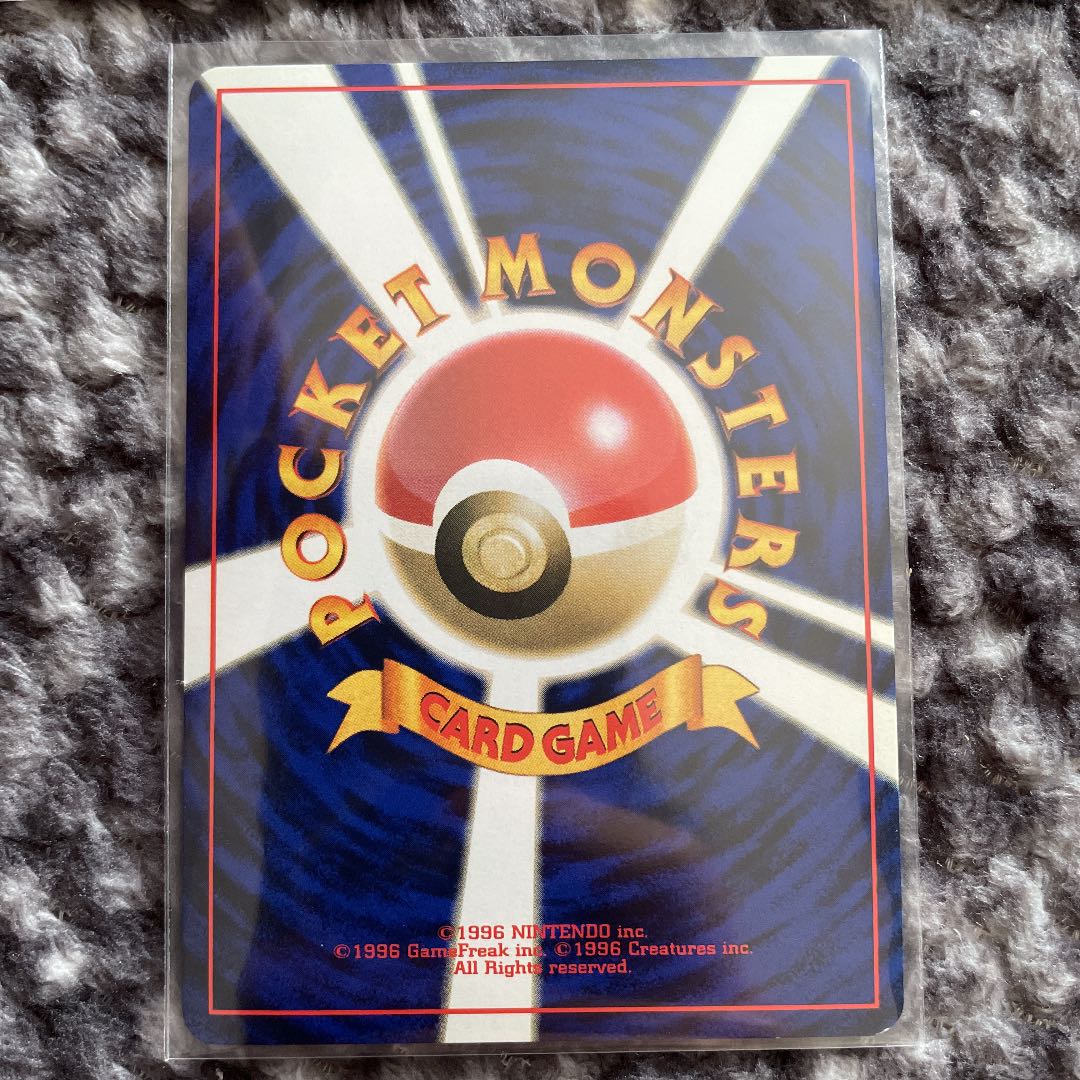 POCKET MONSTERS
CARD GAME
©1996 NINTENDO inc.
©1996 GameFreak inc. ©1996 Creatures inc.
All Rights reserved.